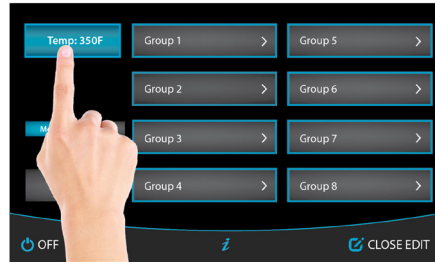 Temp: 350F
Group 1 >
Group 5 >
Group 2 >
Group 6 >
Group 3 >
Group 7 >
Group 4 >
Group 8 >
OFF
i
CLOSE EDIT